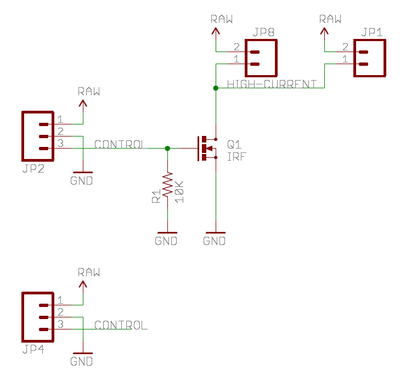 RAW RAW
JP8 JP1
2 2
1 1
HIGH-CURRENT
RAW
1
2
3 CONTROL
Q1
IRF
JP2
GND
R1
10K
GND GND
RAW
1
2
3 CONTROL
JP4
GND